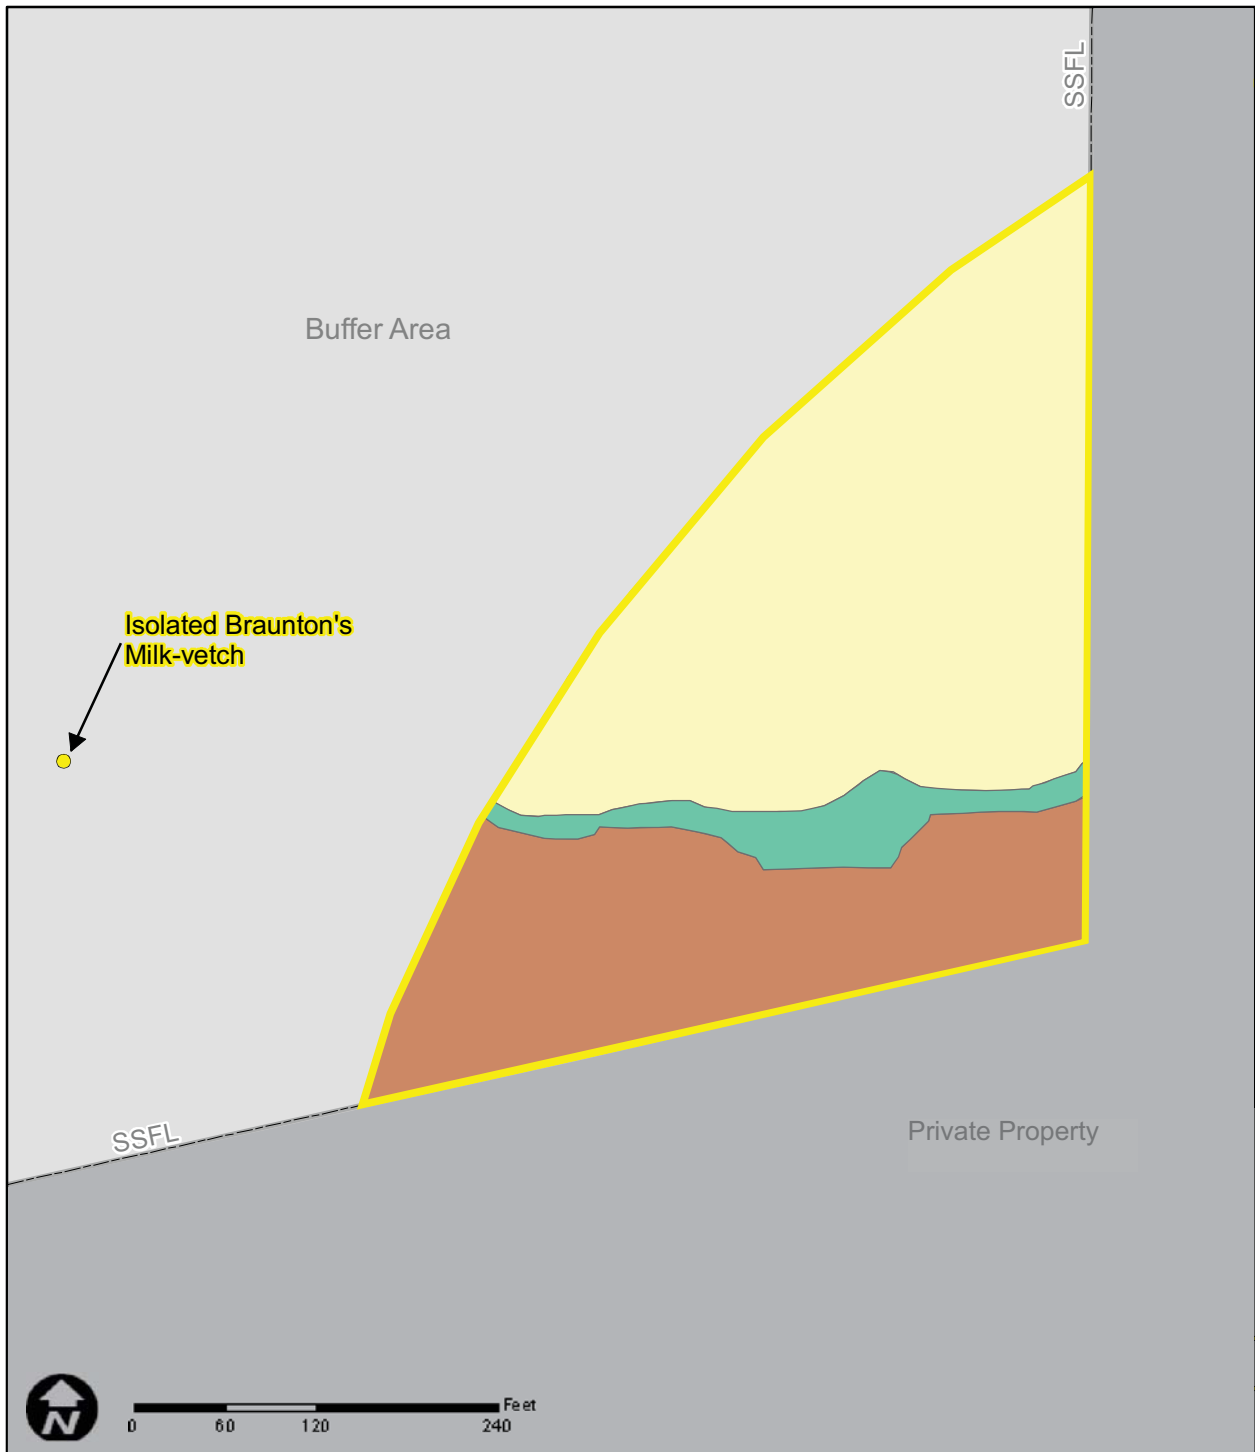 SSFL
Buffer Area
Isolated Braunton's
Milk-vetch
SSFL
Private Property
N
Feet
0 60 120 240